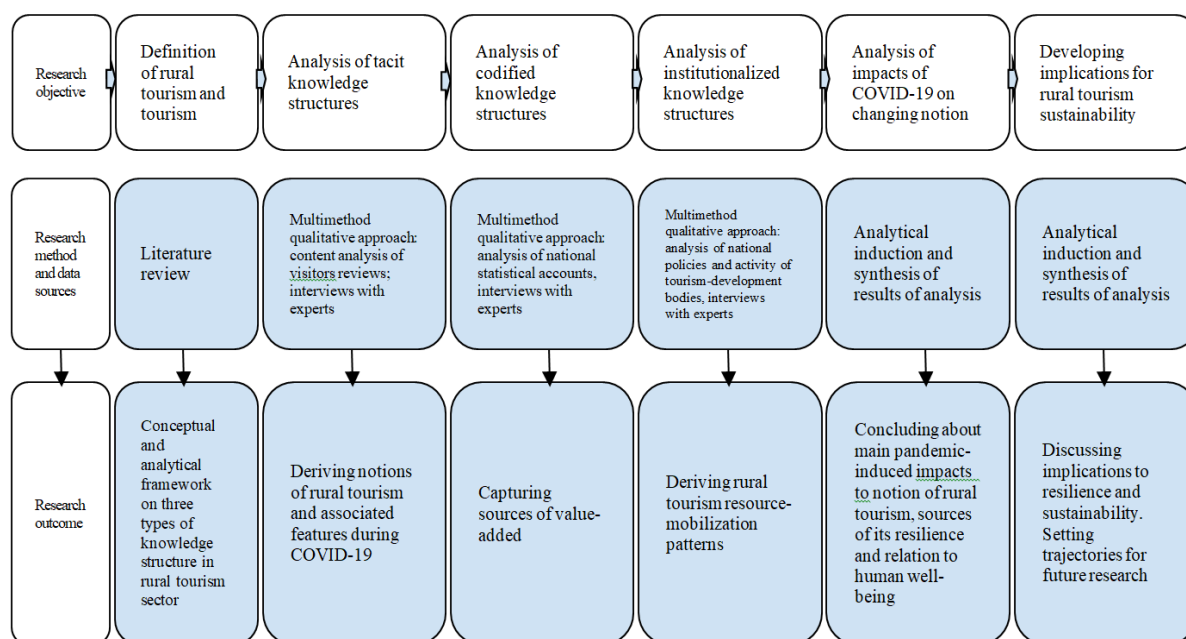 Research
objective
Definition
of rural
tourism and
tourism
Analysis of tacit
knowledge
structures
Analysis of
codified
knowledge
structures
Analysis of
institutionalized
knowledge
structures
Analysis of
impacts of
COVID-19 on
changing notion
Developing
implications for
rural tourism
sustainability
Research
method
and data
sources
Literature
review
Multimethod
qualitative approach:
content analysis of
visitors reviews;
interviews with
experts
Multimethod
qualitative approach:
analysis of national
statistical accounts,
interviews with
experts
Multimethod
qualitative approach:
analysis of national
policies and activity of
tourism-development
bodies, interviews
with experts
Analytical
induction and
synthesis of
results of analysis
Analytical
induction and
synthesis of
results of analysis
Research
outcome
Conceptual
and
analytical
framework
on three
types of
knowledge
structure in
rural tourism
sector
Deriving notions
of rural tourism
and associated
features during
COVID-19
Capturing
sources of value-
added
Deriving rural
tourism resource-
mobilization
patterns
Concluding about
main pandemic-
induced impacts
to notion of rural
tourism, sources
of its resilience
and relation to
human well-
being
Discussing
implications to
resilience and
sustainability.
Setting
trajectories for
future research